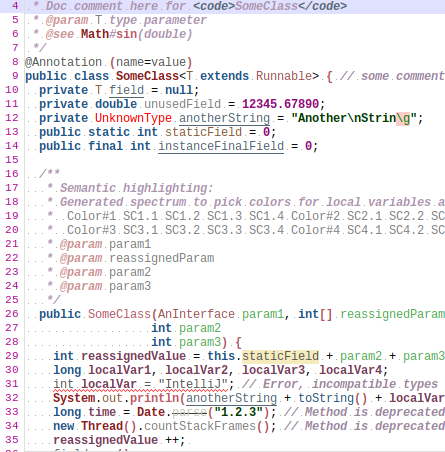 4 * Doc comment here for <code>SomeClass</code>
5 * @param T type parameter
6 * @see Math#sin(double)
7 */
8 @Annotation (name=value)
9 public class SomeClass<T extends Runnable> { // some comment
10 private T field = null;
11 private double unusedField = 12345.67890;
12 private UnknownType anotherString = "Another\nStrin\g";
13 public static int staticField = 0;
14 public final int instanceFinalField = 0;
15
16 /**
17 * Semantic highlighting:
18 * Generated spectrum to pick colors for local variables a
19 * Color#1 SC1.1 SC1.2 SC1.3 SC1.4 Color#2 SC2.1 SC2.2 SC
20 * Color#3 SC3.1 SC3.2 SC3.3 SC3.4 Color#4 SC4.1 SC4.2 SC
21 * @param param1
22 * @param reassignedParam
23 * @param param2
24 * @param param3
25 */
26 public SomeClass(AnInterface param1, int[] reassignedParam
27 int param2
28 int param3) {
29 int reassignedValue = this.staticField + param2 + param3
30 long localVar1, localVar2, localVar3, localVar4;
31 int localVar = "IntelliJ"; // Error, incompatible types
32 System.out.println(anotherString + toString() + localVar
33 long time = Date.parse("1.2.3"); // Method is deprecated
34 new Thread().countStackFrames(); // Method is deprecated
35 reassignedValue ++;